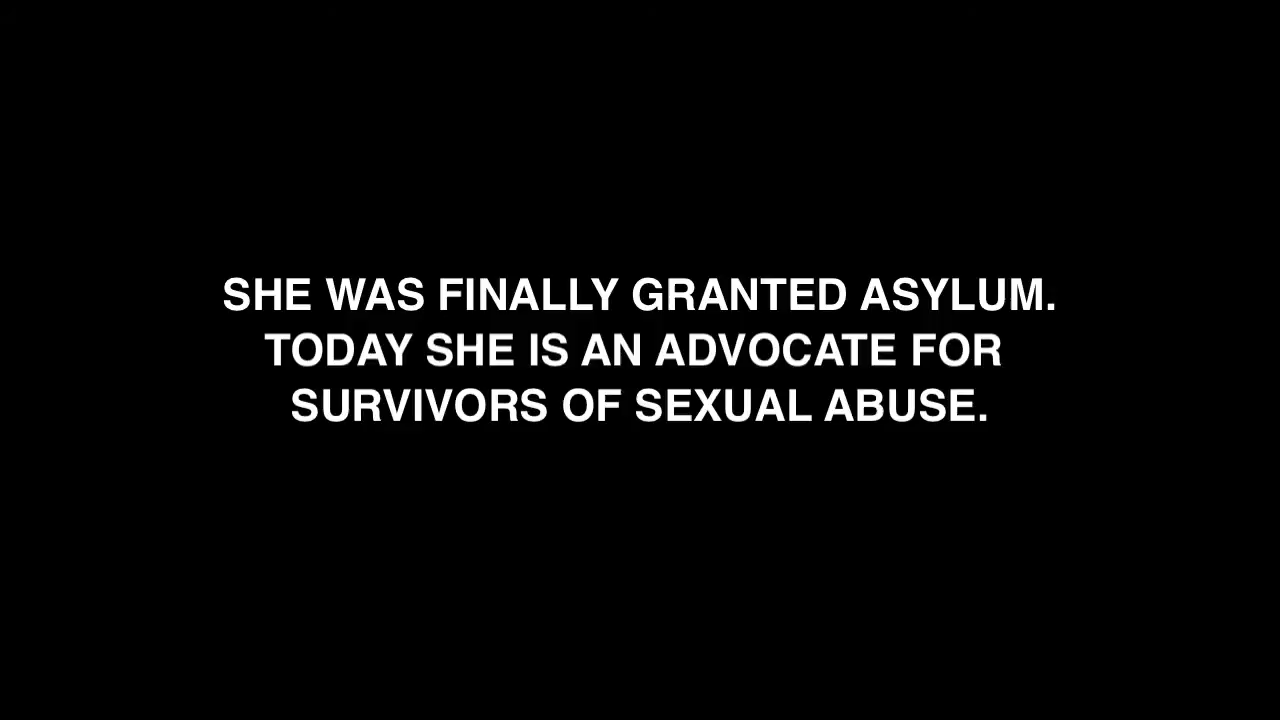 SHE WAS FINALLY GRANTED ASYLUM.
TODAY SHE IS AN ADVOCATE FOR
SURVIVORS OF SEXUAL ABUSE.